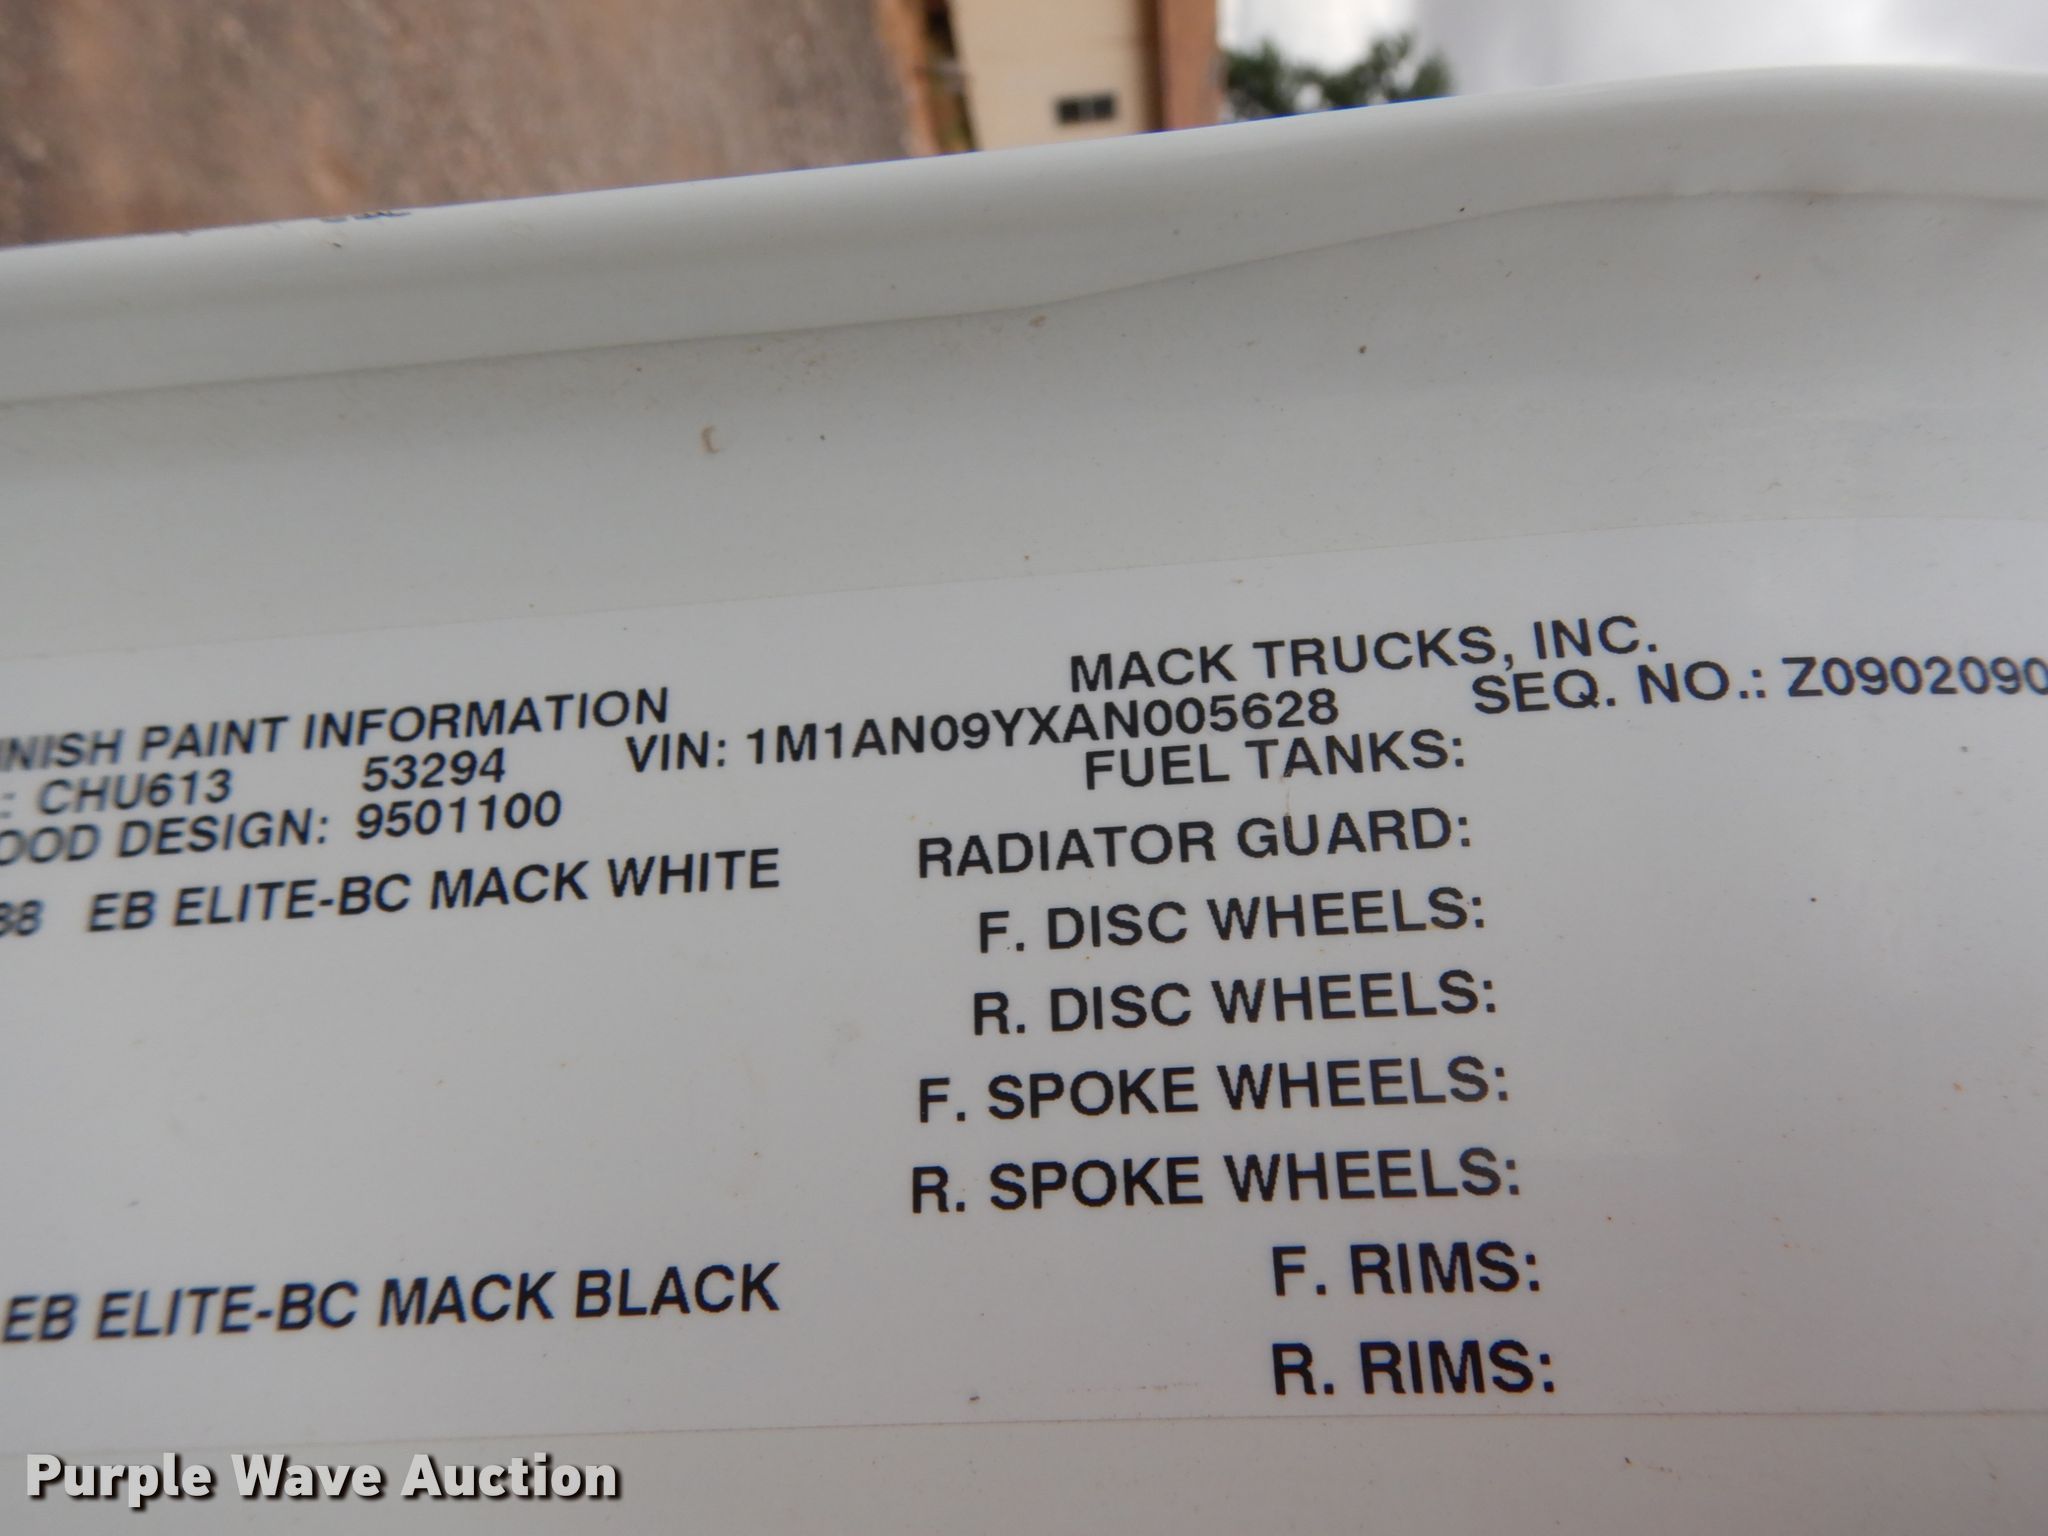 MACK TRUCKS, INC.
INISH PAINT INFORMATION VIN: 1M1AN09YXAN005628 SEQ. NO.: Z0902090
: CHU613 53294 FUEL TANKS:
OOD DESIGN: 9501100
RADIATOR GUARD:
88 EB ELITE-BC MACK WHITE
F. DISC WHEELS:
R. DISC WHEELS:
F. SPOKE WHEELS:
R. SPOKE WHEELS:
EB ELITE-BC MACK BLACK F. RIMS:
R. RIMS:
Purple Wave Auction